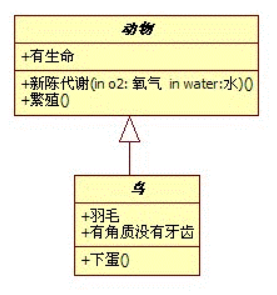 动物
+有生命
+新陈代谢(in o2: 氧气 in water:水)()
+繁殖()
鸟
+羽毛
+有角质没有牙齿
+下蛋()